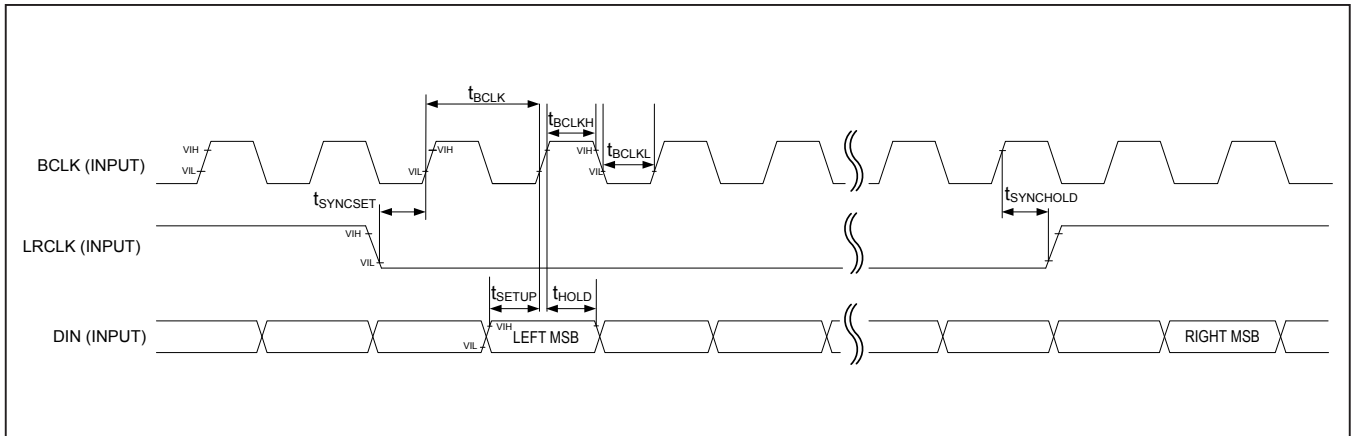 tBCLK
tBCLKH
tBCLKL
BCLK (INPUT)
VIH
VIL
VIH
VIL
VIH
VIL
tSYNCSET
tSYNCHOLD
LRCLK (INPUT)
VIH
VIL
tSETUP
tHOLD
DIN (INPUT)
VIH
VIL
LEFT MSB
RIGHT MSB